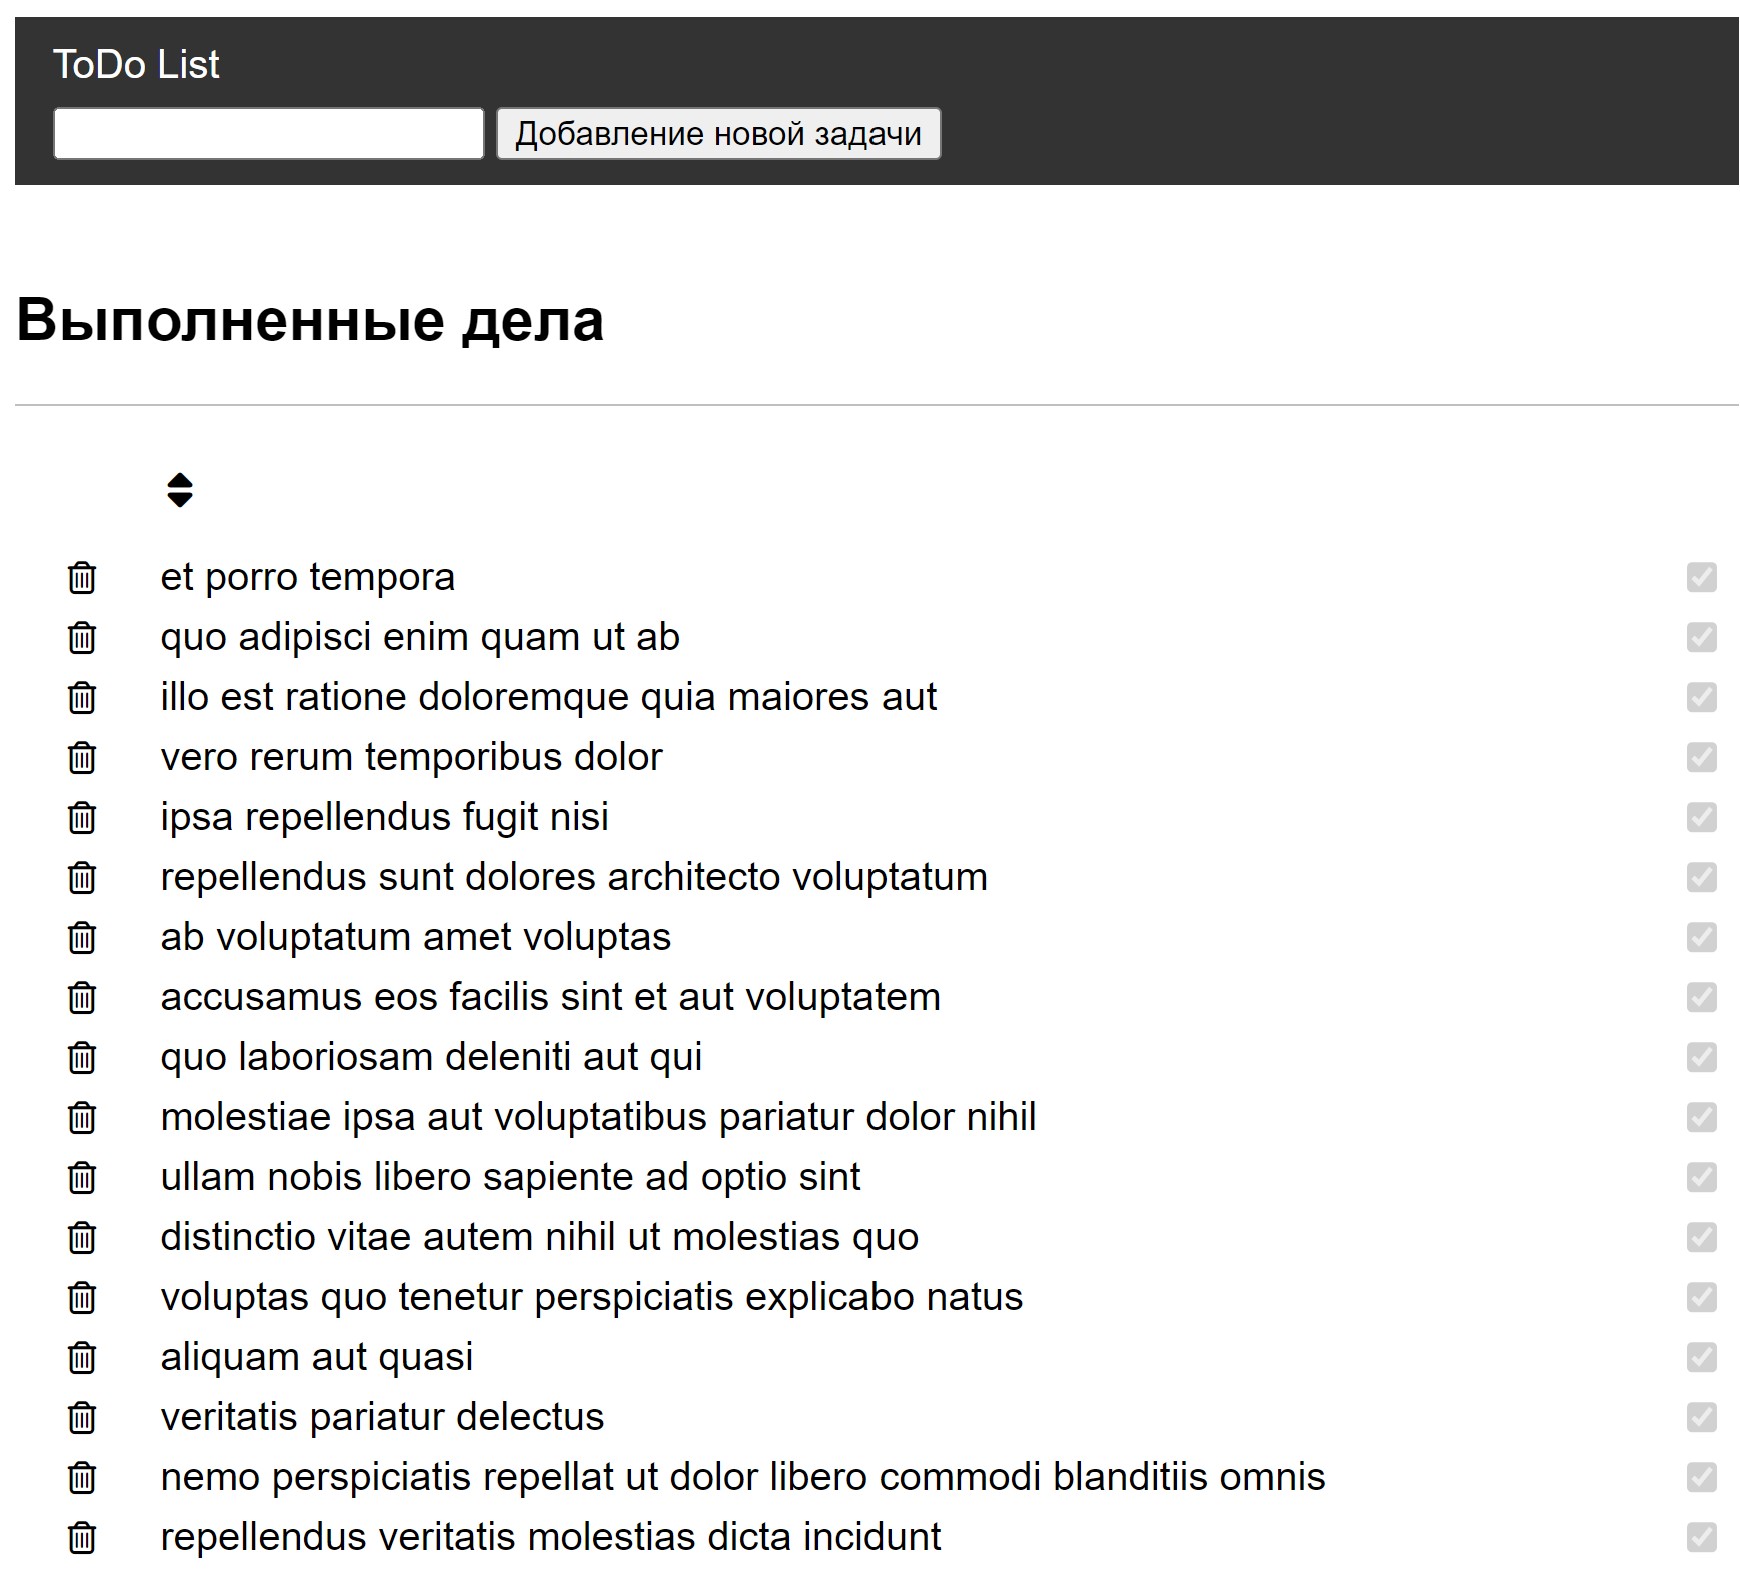 ToDo List
Добавление новой задачи
Выполненные дела
et porro tempora
quo adipisci enim quam ut ab
illo est ratione doloremque quia maiores aut
vero rerum temporibus dolor
ipsa repellendus fugit nisi
repellendus sunt dolores architecto voluptatum
ab voluptatum amet voluptas
accusamus eos facilis sint et aut voluptatem
quo laboriosam deleniti aut qui
molestiae ipsa aut voluptatibus pariatur dolor nihil
ullam nobis libero sapiente ad optio sint
distinctio vitae autem nihil ut molestias quo
voluptas quo tenetur perspiciatis explicabo natus
aliquam aut quasi
veritatis pariatur delectus
nemo perspiciatis repellat ut dolor libero commodi blanditiis omnis
repellendus veritatis molestias dicta incidunt